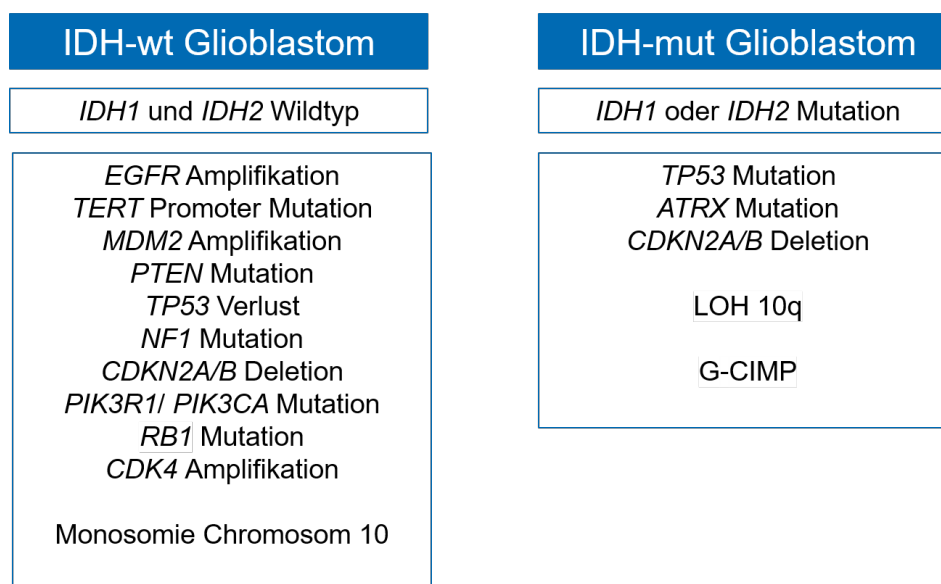 IDH-wt Glioblastom
IDH1 und IDH2 Wildtyp
EGFR Amplifikation
TERT Promoter Mutation
MDM2 Amplifikation
PTEN Mutation
TP53 Verlust
NF1 Mutation
CDKN2A/B Deletion
PIK3R1/ PIK3CA Mutation
RB1 Mutation
CDK4 Amplifikation
Monosomie Chromosom 10
IDH-mut Glioblastom
IDH1 oder IDH2 Mutation
TP53 Mutation
ATRX Mutation
CDKN2A/B Deletion
LOH 10q
G-CIMP